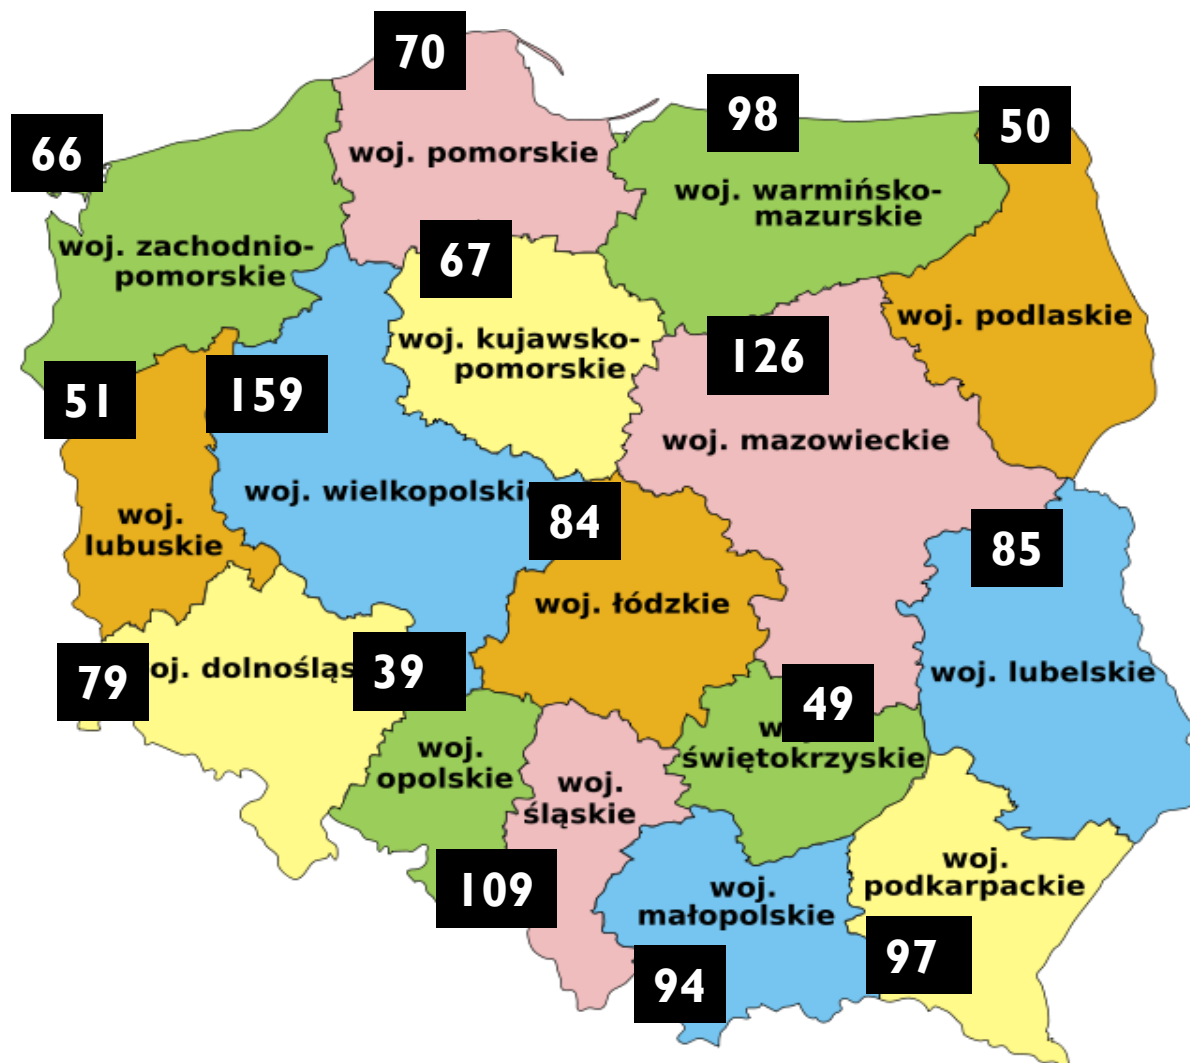 70
98
50
66
woj. pomorskie
woj. warmińsko-
mazurskie
woj. zachodnio-
pomorskie
67
woj. podlaskie
woj. kujawsko-
pomorskie
126
51
159
woj. mazowieckie
woj. wielkopolskie
84
woj.
lubuskie
85
woj. łódzkie
79
oj. dolnośląs
39
woj. lubelskie
49
w
świętokrzyskie
woj.
opolskie
woj.
śląskie
109
woj.
małopolskie
woj.
podkarpackie
97
94